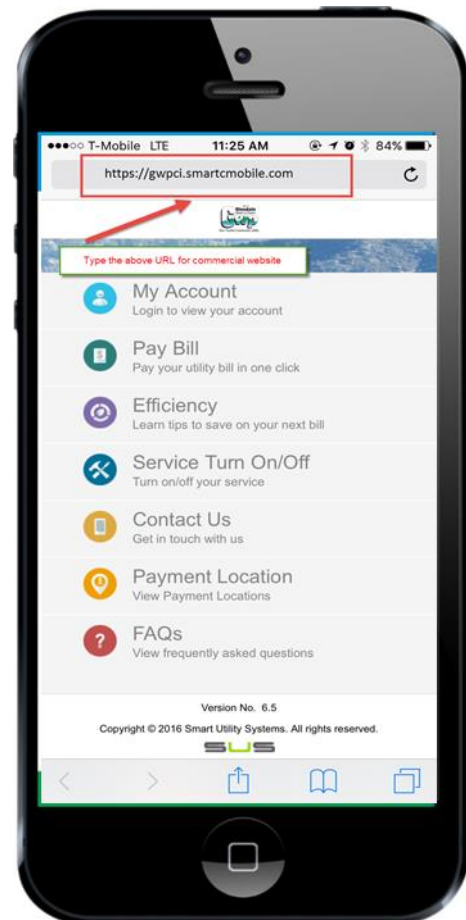 T-Mobile LTE 11:25 AM 84%
https://gwpci.smartcmobile.com
Glendale
Type the above URL for commercial website
My Account
Login to view your account
Pay Bill
Pay your utility bill in one click
Efficiency
Learn tips to save on your next bill
Service Turn On/Off
Turn on/off your service
Contact Us
Get in touch with us
Payment Location
View Payment Locations
?
FAQs
View frequently asked questions
Version No. 6.5
Copyright © 2016 Smart Utility Systems. All rights reserved.
SUS